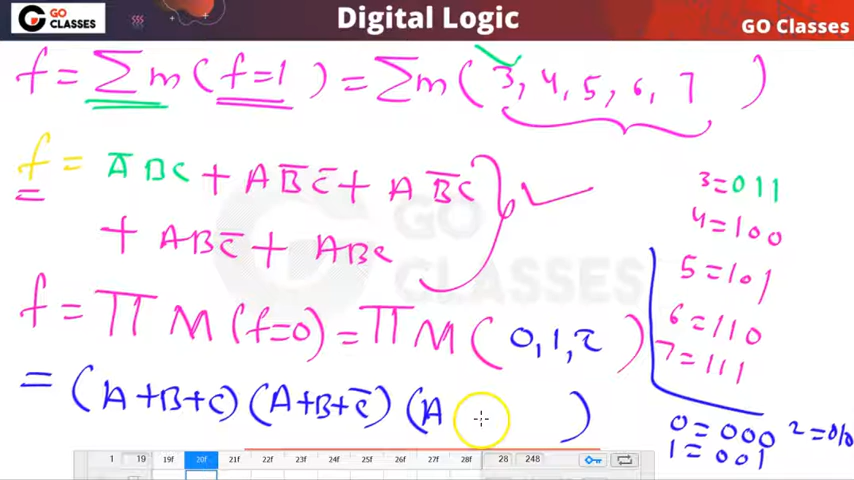 GO CLASSES
Digital Logic
GO Classes
f = Σm ( f=1 ) = Σm ( 3, 4, 5, 6, 7 )
f = A̅BC + AB̅C̅ + AB̅C
+ ABC̅ + ABC
3=011
4=100
5=101
6=110
7=111
f = ΠM(f=0) = ΠM( 0,1,2 )
= (A+B+C) (A+B+C̅) (A )
0=000 2=010
1=001
GO CLASSES
1 19 19f 20f 21f 22f 23f 24f 25f 26f 27f 28f 28 248